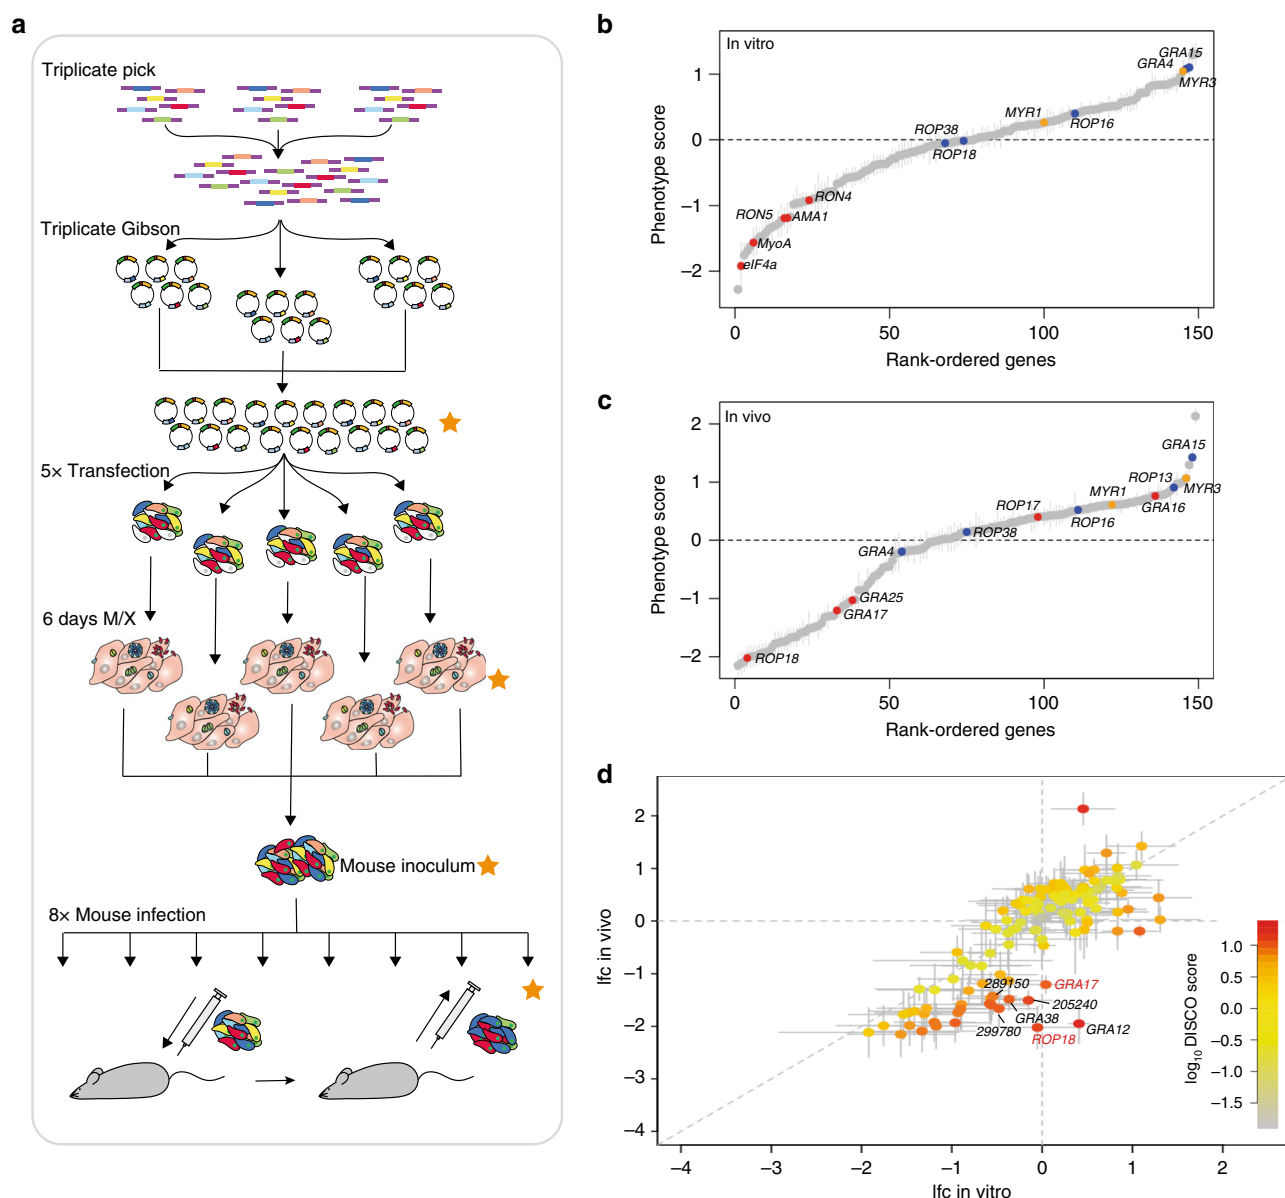 a
Triplicate pick
Triplicate Gibson
5× Transfection
6 days M/X
Mouse inoculum
8× Mouse infection
b
In vitro
Phenotype score
1
0
−1
−2
GRA15
GRA4
MYR3
MYR1
ROP16
ROP38
ROP18
RON4
RON5
AMA1
MyoA
eIF4a
0
50
100
150
Rank-ordered genes
c
In vivo
Phenotype score
2
1
0
−1
−2
GRA15
ROP13
MYR3
MYR1
GRA16
ROP17
ROP16
ROP38
GRA4
GRA25
GRA17
ROP18
0
50
100
150
Rank-ordered genes
d
lfc in vivo
2
1
0
−1
−2
−3
−4
289150
GRA17
205240
GRA38
299780
GRA12
ROP18
−4
−3
−2
−1
0
1
2
lfc in vitro
log10 DISCO score
1.0
0.5
0.0
−0.5
−1.0
−1.5